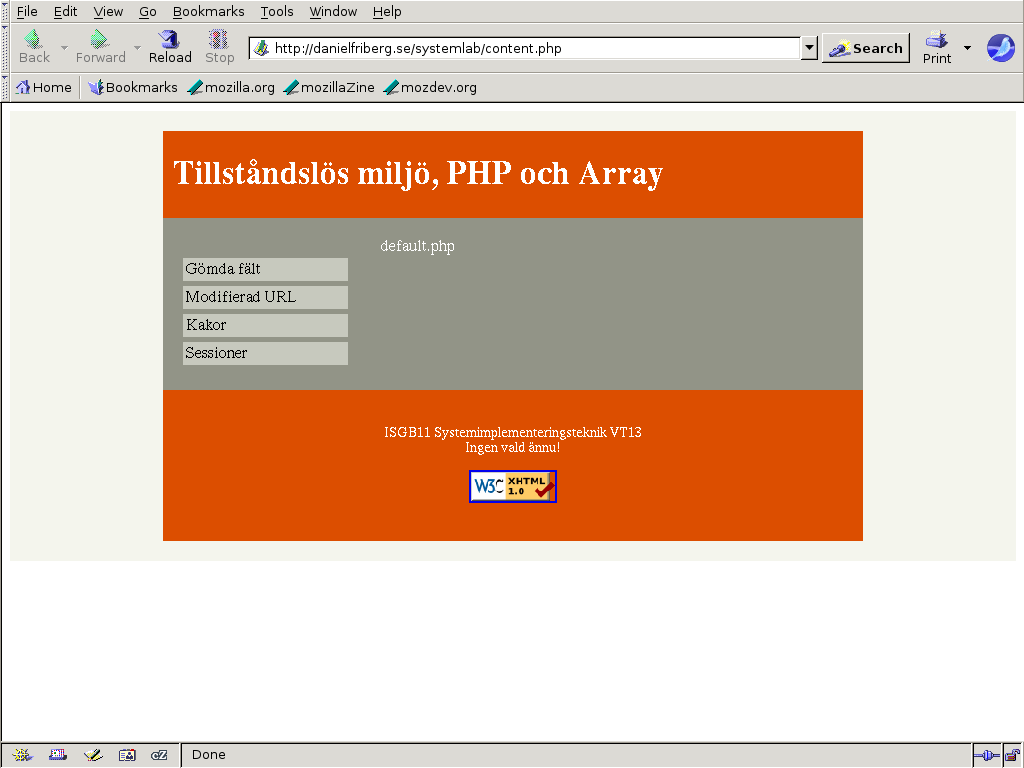 File Edit View Go Bookmarks Tools Window Help
Back Forward Reload Stop http://danielfriberg.se/systemlab/content.php Search Print
Home Bookmarks mozilla.org mozillaZine mozdev.org
Tillståndslös miljö, PHP och Array
default.php
Gömda fält
Modifierad URL
Kakor
Sessioner
ISGB11 Systemimplementeringsteknik VT13
Ingen vald ännu!
W3C XHTML 1.0
cZ Done